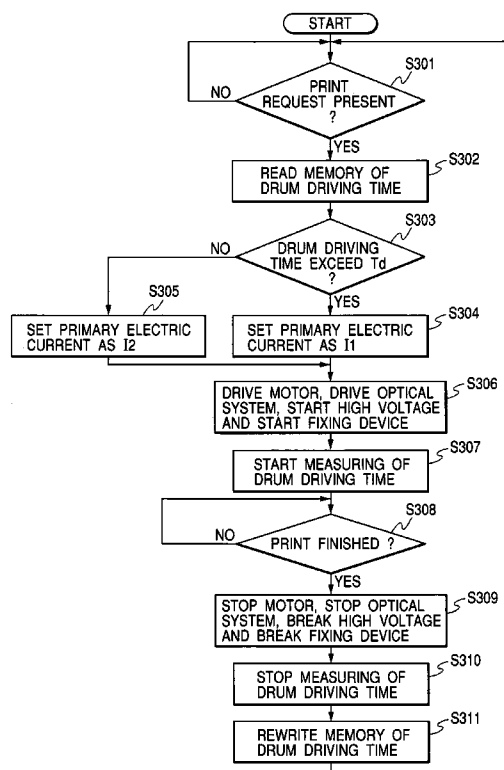 START
S301
PRINT
REQUEST PRESENT
?
NO
YES
S302
READ MEMORY OF
DRUM DRIVING TIME
S303
DRUM DRIVING
TIME EXCEED Td
?
NO
YES
S305
SET PRIMARY ELECTRIC
CURRENT AS I2
S304
SET PRIMARY ELECTRIC
CURRENT AS I1
S306
DRIVE MOTOR, DRIVE OPTICAL
SYSTEM, START HIGH VOLTAGE
AND START FIXING DEVICE
S307
START MEASURING OF
DRUM DRIVING TIME
S308
PRINT FINISHED ?
NO
YES
S309
STOP MOTOR, STOP OPTICAL
SYSTEM, BREAK HIGH VOLTAGE
AND BREAK FIXING DEVICE
S310
STOP MEASURING OF
DRUM DRIVING TIME
S311
REWRITE MEMORY OF
DRUM DRIVING TIME